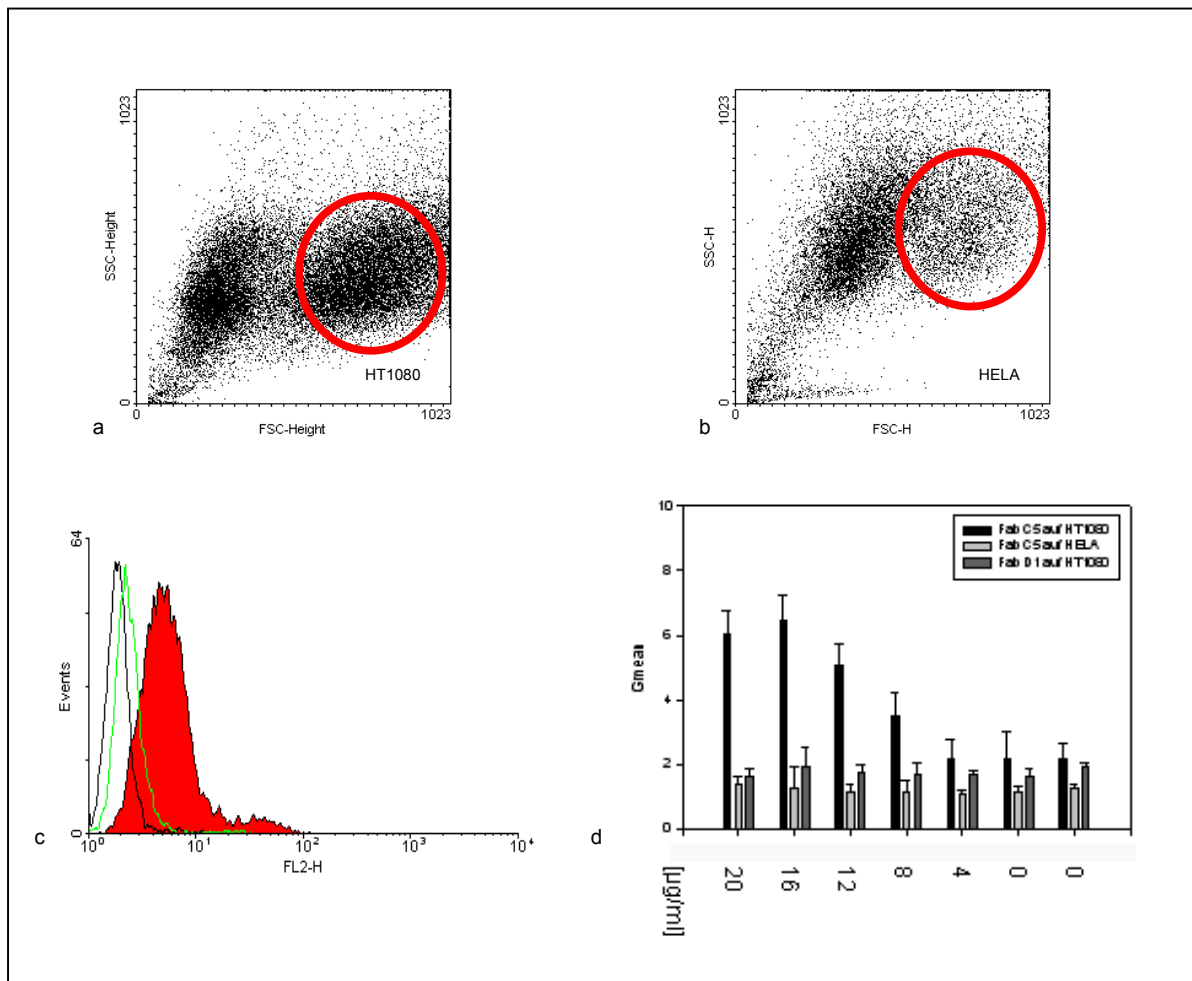 1023
SSC-Height
HT1080
0
0
1023
a
FSC-Height
1023
SSC-H
HELA
0
0
1023
b
FSC-H
64
Events
0
c
10⁰
10¹
10²
10³
10⁴
FL2-H
10
8
6
4
2
0
Gmean
Fab C5 auf HT1080
Fab C5 auf HELA
Fab D1 auf HT1080
d
[µg/ml]
20
16
12
8
4
0
0